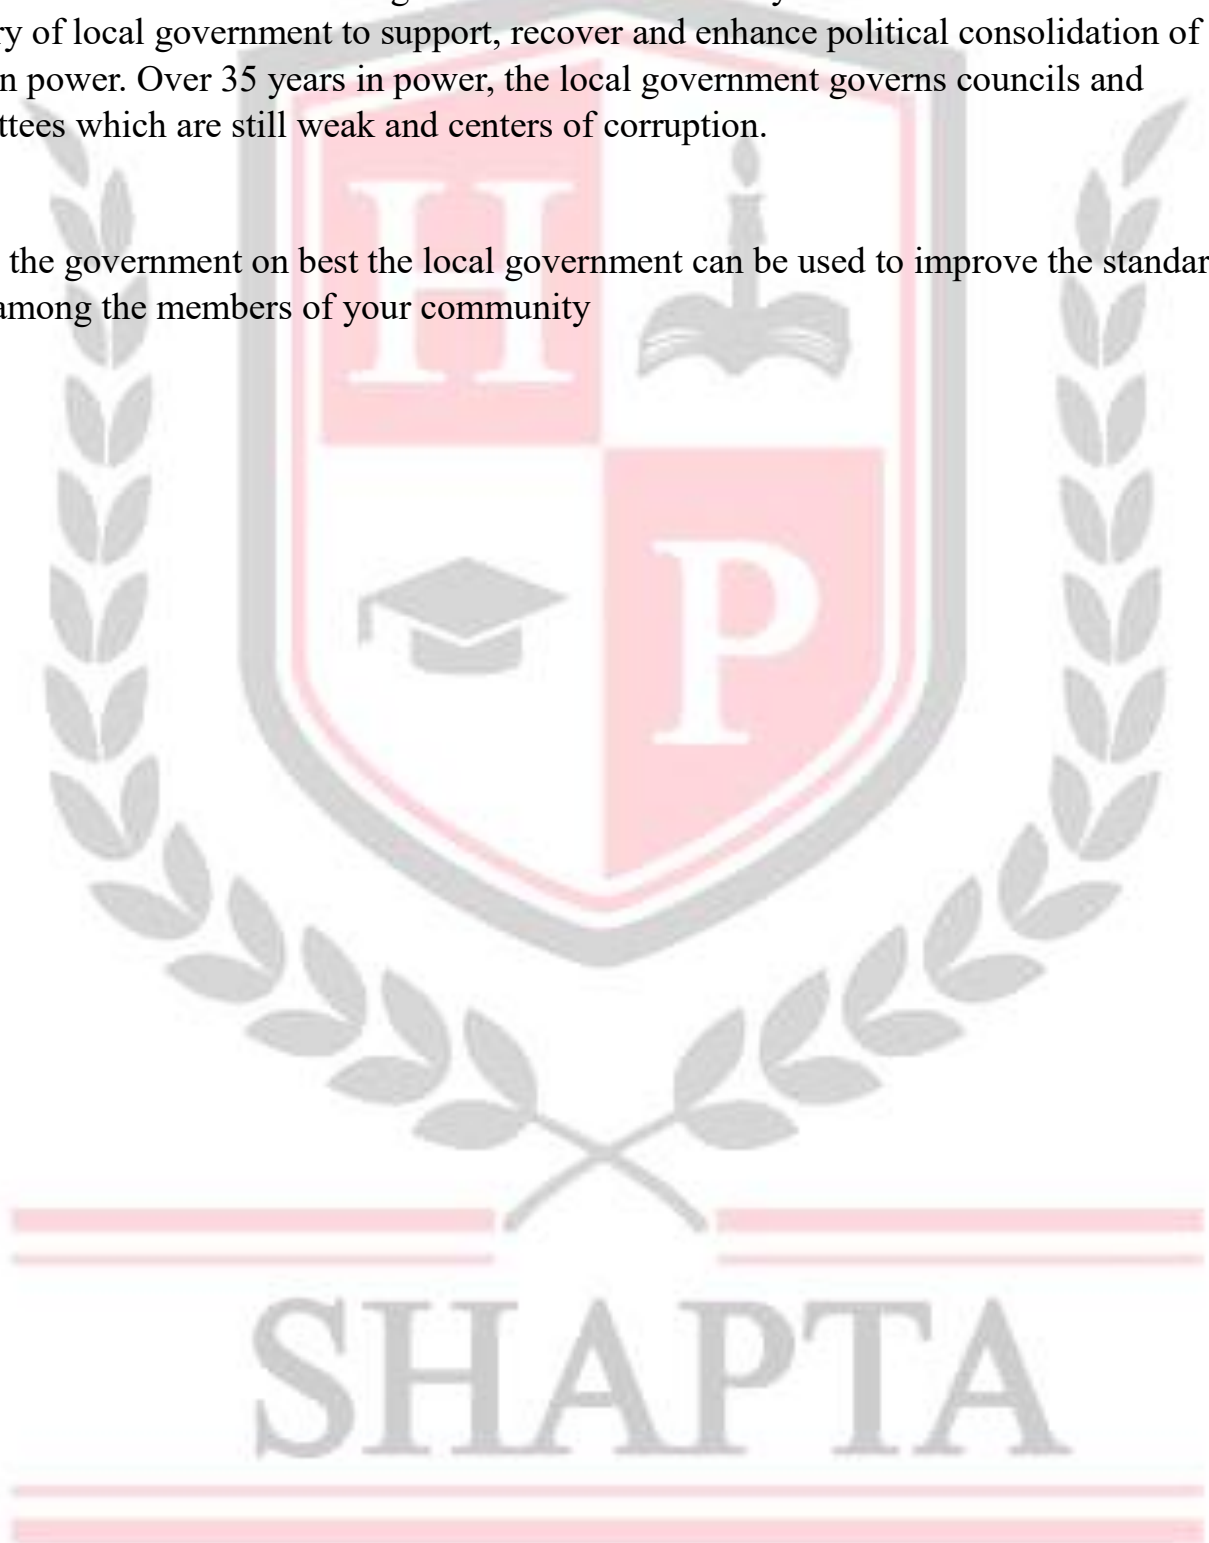 ry of local government to support, recover and enhance political consolidation of
n power. Over 35 years in power, the local government governs councils and
ttees which are still weak and centers of corruption.
the government on best the local government can be used to improve the standar
among the members of your community
H
P
SHAPTA